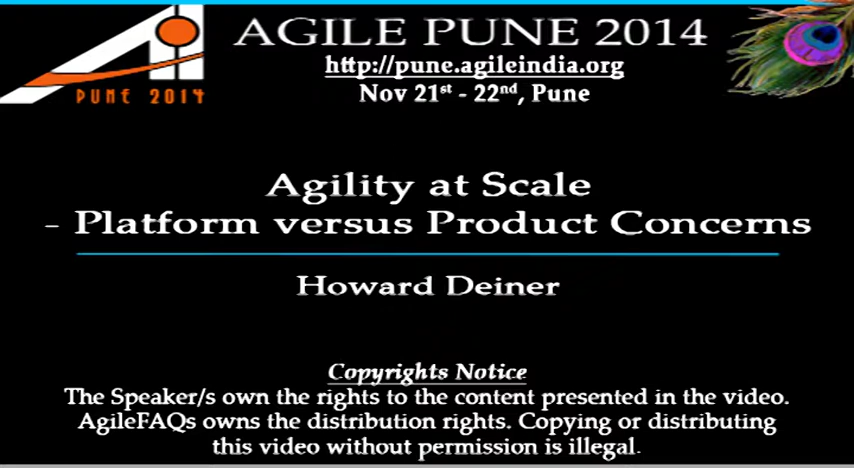 PUNE 2014
AGILE PUNE 2014
http://pune.agileindia.org
Nov 21st - 22nd, Pune
Agility at Scale
- Platform versus Product Concerns
Howard Deiner
Copyrights Notice
The Speaker/s own the rights to the content presented in the video.
AgileFAQs owns the distribution rights. Copying or distributing
this video without permission is illegal.